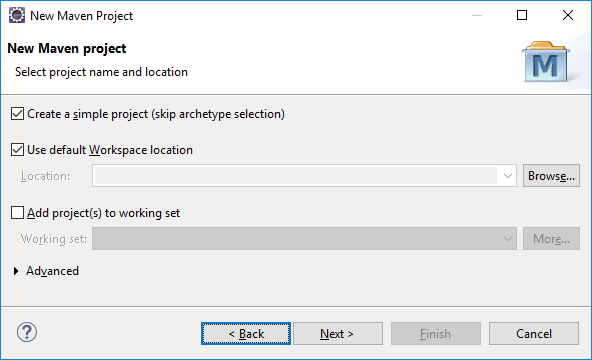 New Maven Project
New Maven project
Select project name and location
M
Create a simple project (skip archetype selection)
Use default Workspace location
Location:
Browse...
Add project(s) to working set
Working set:
More...
Advanced
?
< Back
Next >
Finish
Cancel